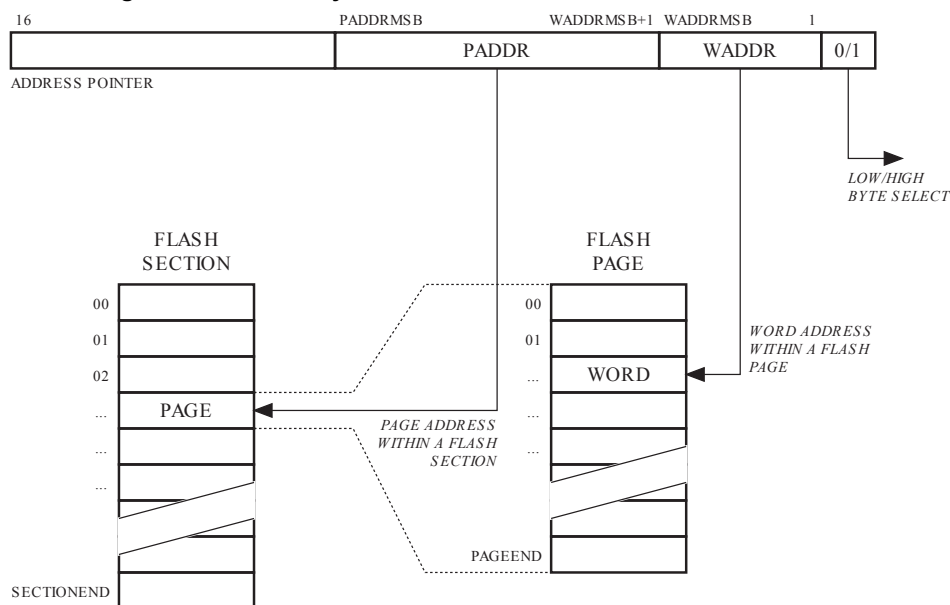 16 PADDRMSB WADDRMSB+1 WADDRMSB 1
PADDR WADDR 0/1
ADDRESS POINTER
LOW/HIGH
BYTE SELECT
FLASH
SECTION
FLASH
PAGE
00
01
02
...
...
...
SECTIONEND
PAGE
PAGE ADDRESS
WITHIN A FLASH
SECTION
00
01
...
...
...
PAGEEND
WORD
WORD ADDRESS
WITHIN A FLASH
PAGE